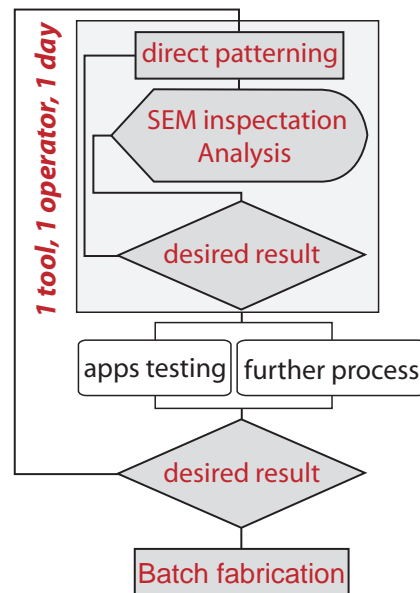 direct patterning
SEM inspectation
Analysis
1 tool, 1 operator, 1 day
desired result
apps testing
further process
desired result
Batch fabrication